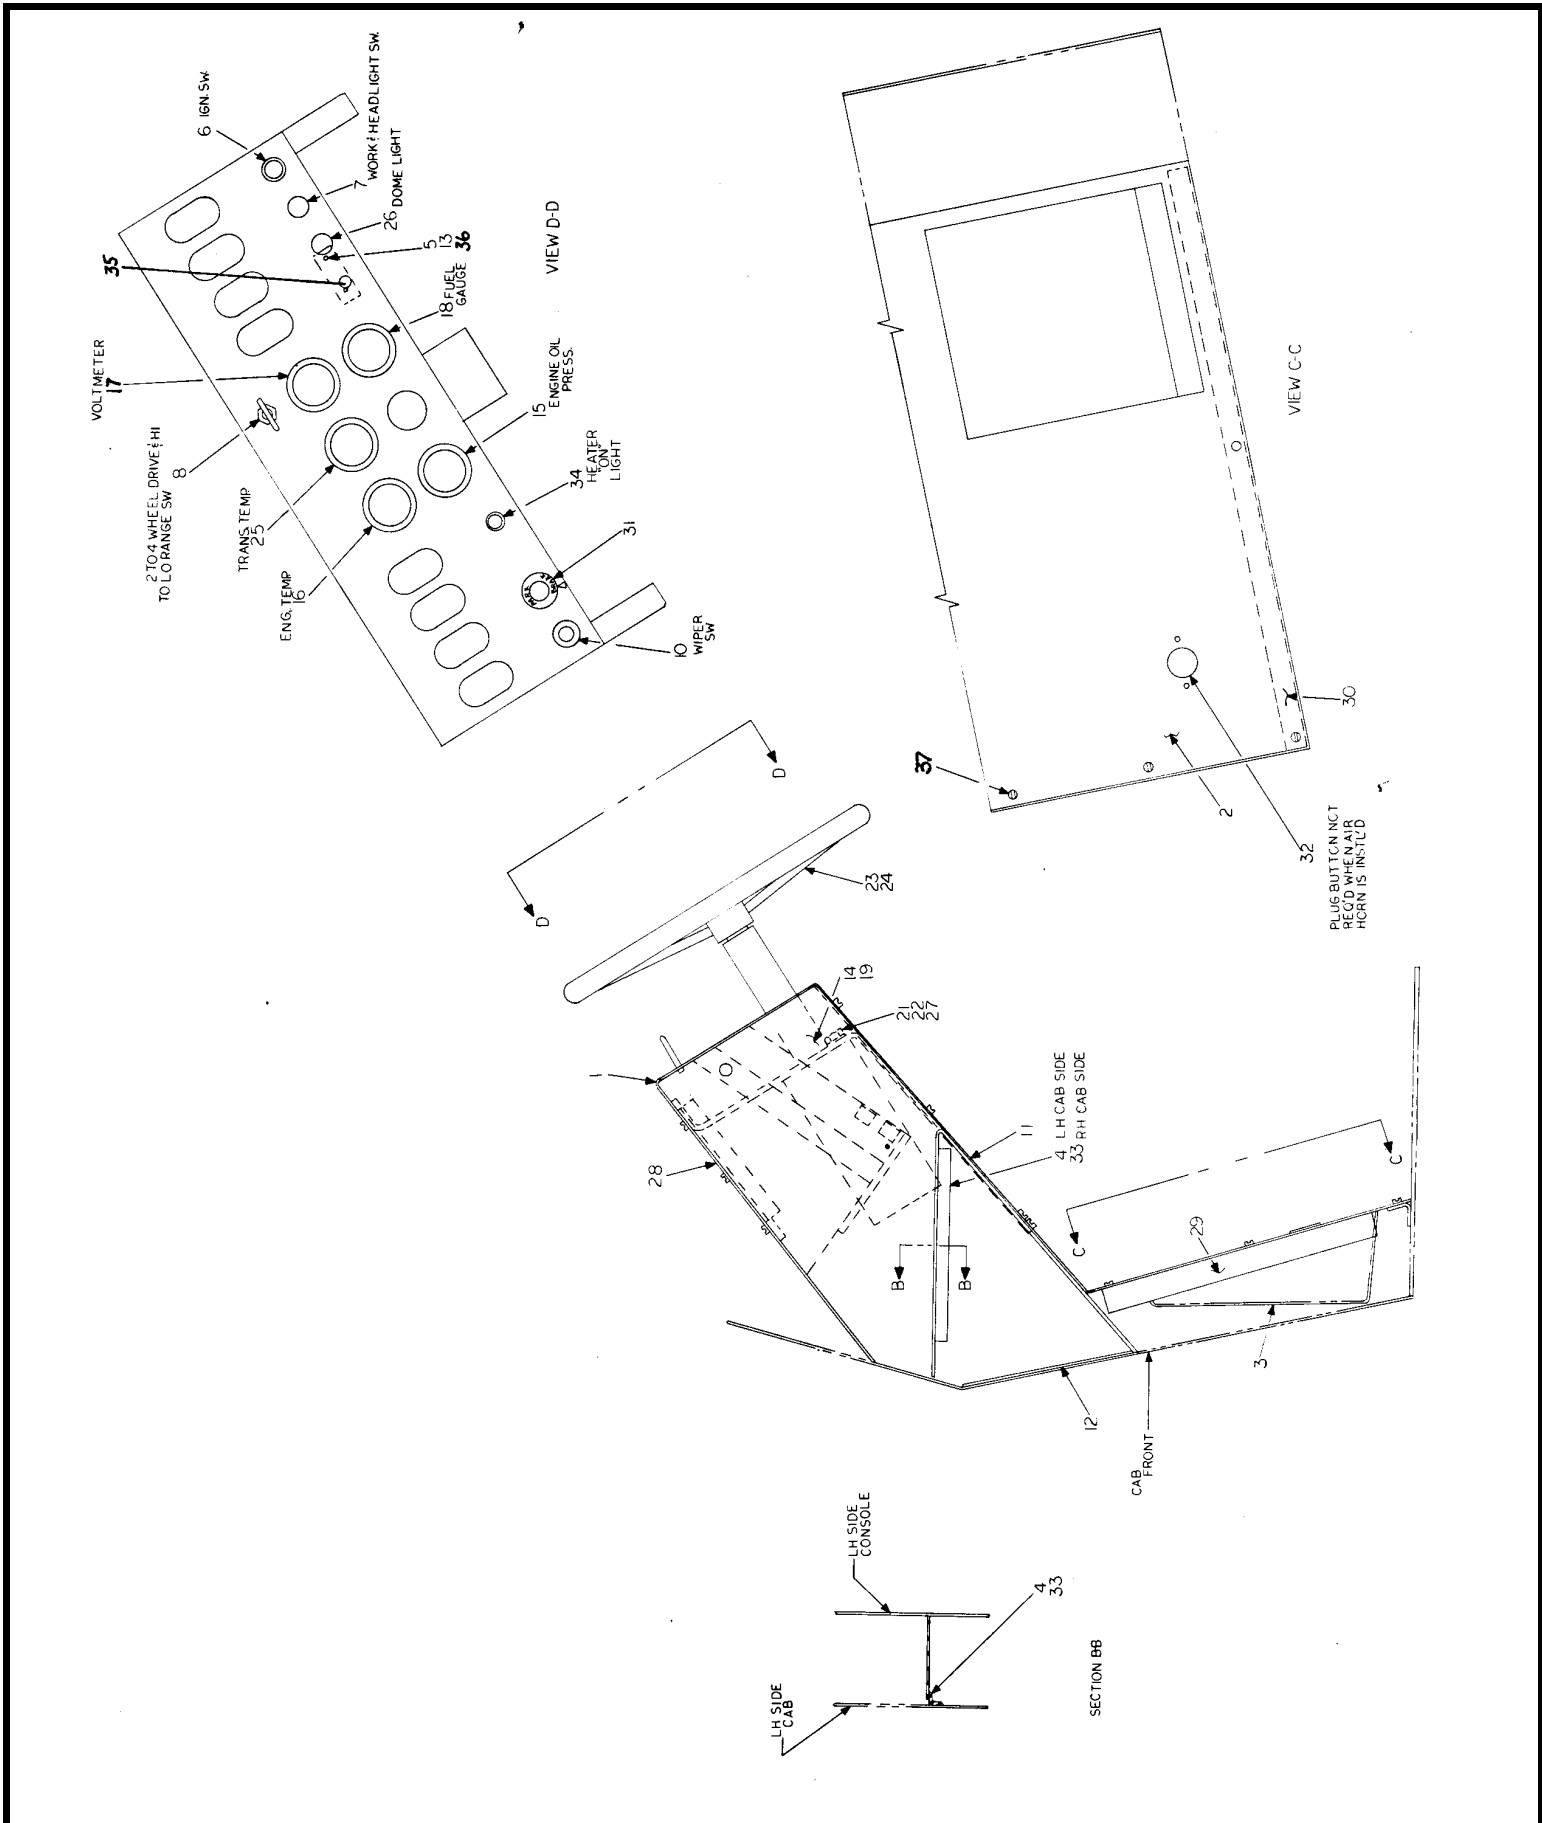 6 IGN. SW.
7 WORK & HEADLIGHT SW.
26 DOME LIGHT
5
13 36
VIEW D-D
35
18 FUEL
GAUGE
VOLTMETER
17
15 ENGINE OIL
PRESS.
2 TO 4 WHEEL DRIVE & HI
TO LO RANGE SW
8
34
HEATER
"ON"
LIGHT
TRANS. TEMP
25
31
ENG. TEMP
16
10
WIPER
SW
VIEW C-C
30
37
2
32
PLUG BUTTON NOT
REQ'D WHEN AIR
HORN IS INSTL'D
D
D
23
24
14
19
21
22
27
1
11
4 LH CAB SIDE
33 RH CAB SIDE
28
B
B
C
C
29
3
12
CAB
FRONT
LH SIDE
CONSOLE
4
33
LH SIDE
CAB
SECTION BB